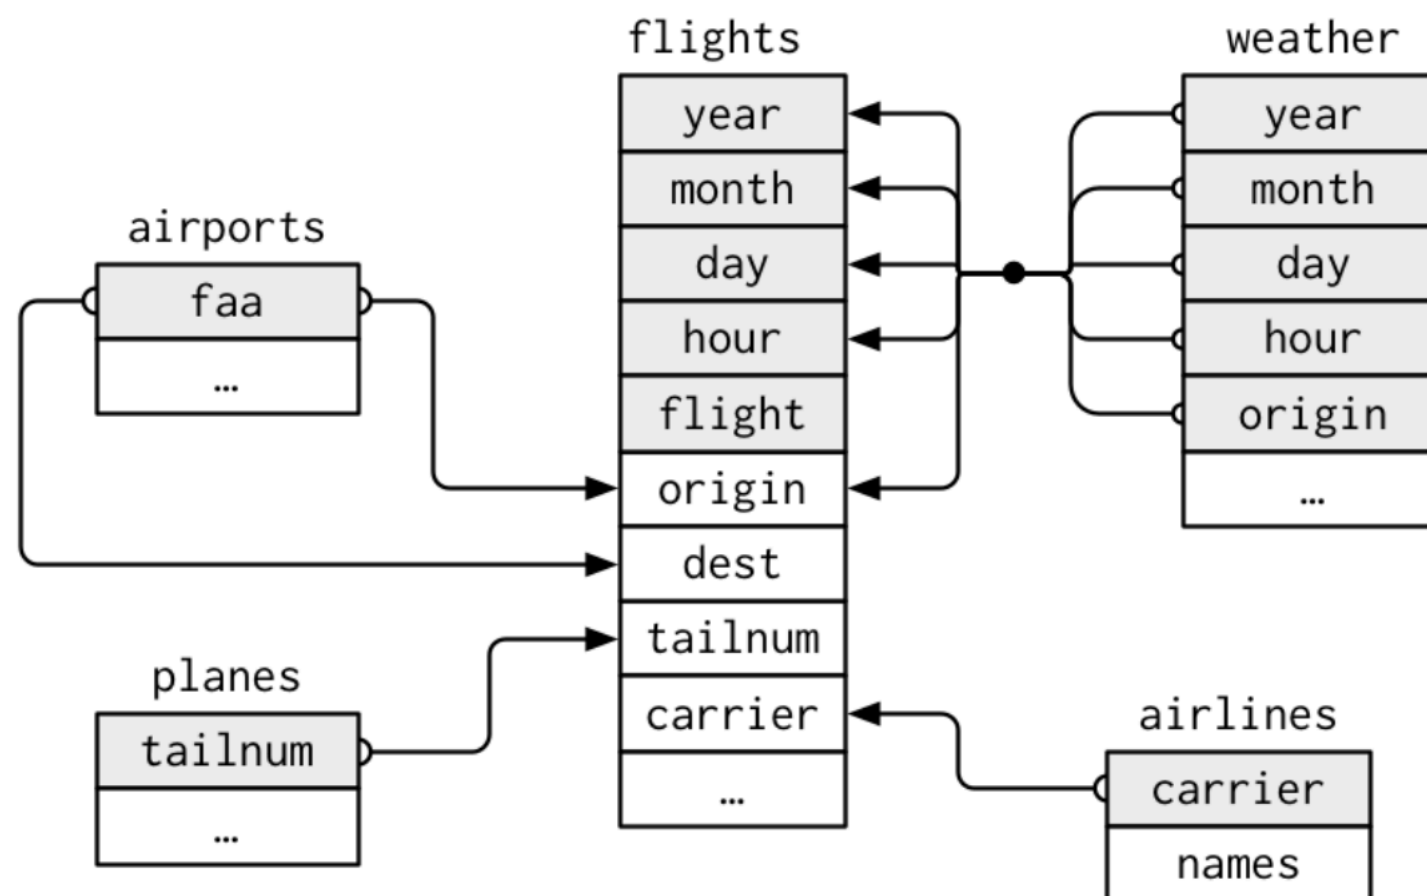 flights
year
month
day
hour
flight
origin
dest
tailnum
carrier
…
weather
year
month
day
hour
origin
…
airports
faa
…
planes
tailnum
…
airlines
carrier
names